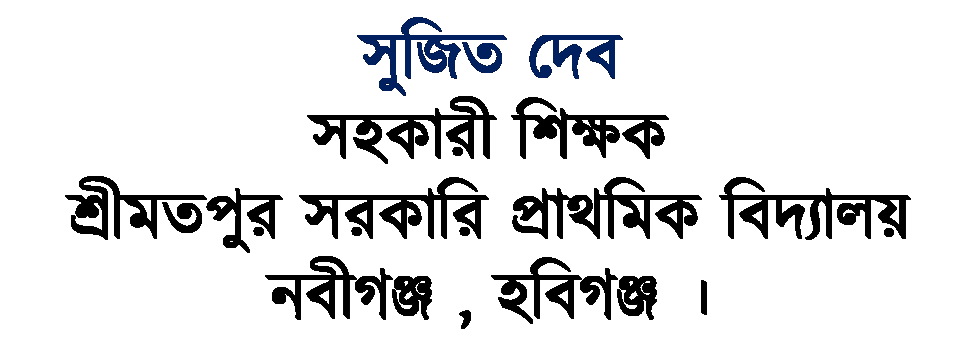 সুজিত দেব
সহকারী শিক্ষক
শ্রীমতপুর সরকারি প্রাথমিক বিদ্যালয়
নবীগঞ্জ , হবিগঞ্জ ।